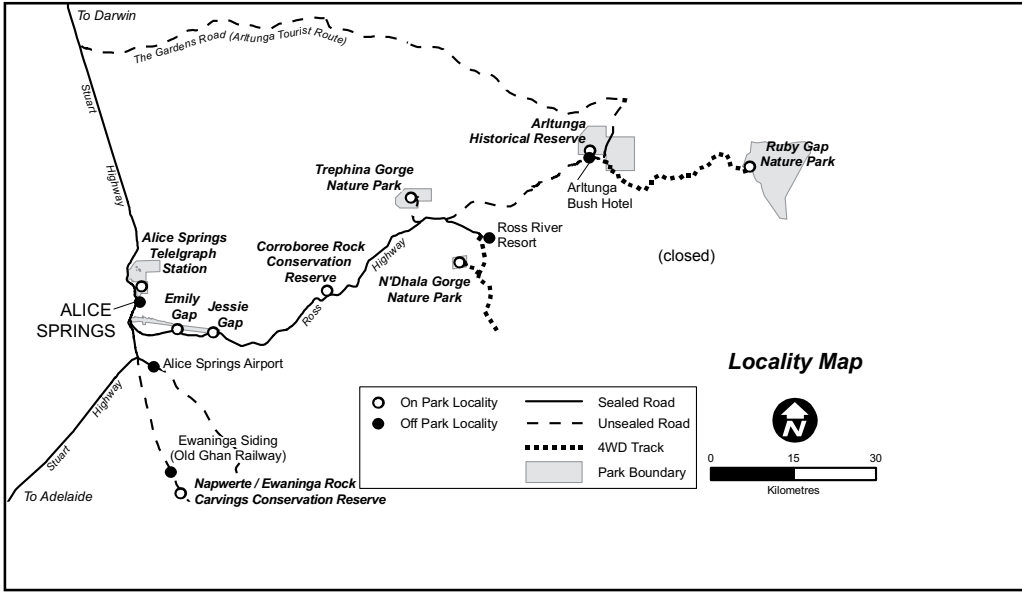 To Darwin
The Gardens Road (Arltunga Tourist Route)
Stuart
Highway
Arltunga
Historical Reserve
Ruby Gap
Nature Park
Trephina Gorge
Nature Park
Arltunga
Bush Hotel
Ross River
Resort
Alice Springs
Telelgraph
Station
Corroboree Rock
Conservation
Reserve
Highway
Ross
(closed)
N'Dhala Gorge
Nature Park
ALICE
SPRINGS
Emily
Gap
Jessie
Gap
Alice Springs Airport
Locality Map
Highway
Stuart
To Adelaide
Ewaninga Siding
(Old Ghan Railway)
Napwerte / Ewaninga Rock
Carvings Conservation Reserve
On Park Locality
Off Park Locality
Sealed Road
Unsealed Road
4WD Track
Park Boundary
N
0 15 30
Kilometres